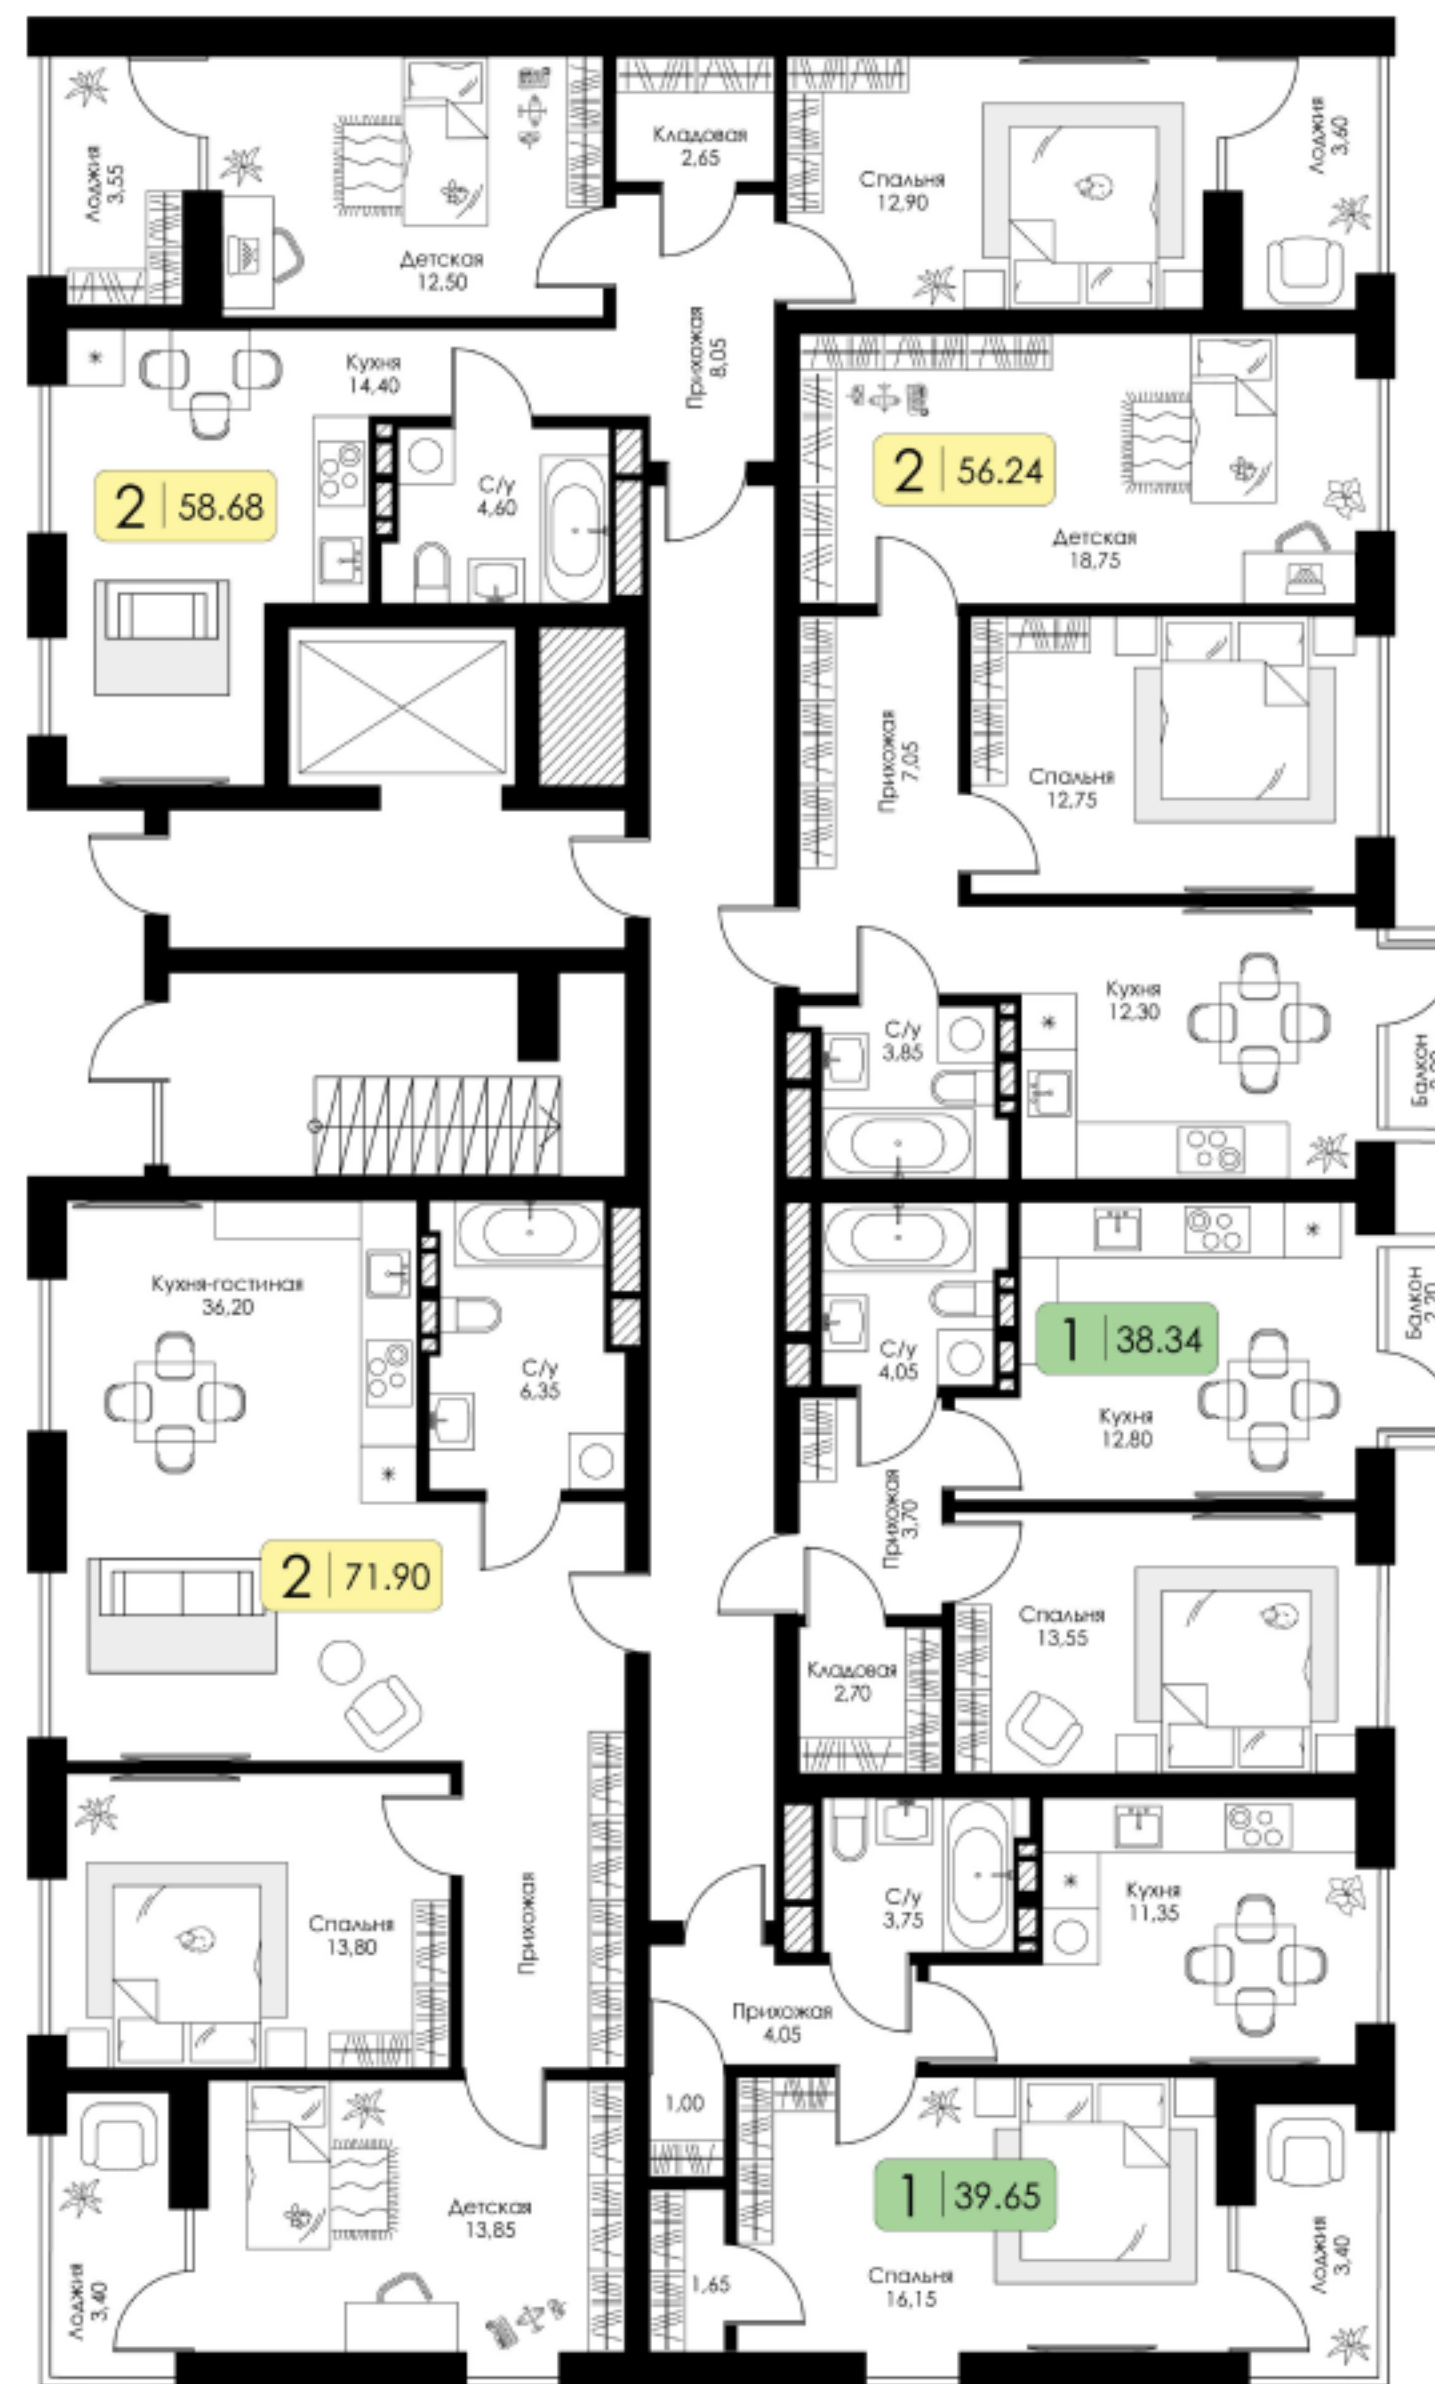 Лоджия
3,55
Детская
12,50
Кладовая
2,65
Спальня
12,90
Лоджия
3,60
Прихожая
8,05
Кухня
14,40
2 58.68
С/у
4,60
2 56.24
Детская
18,75
Прихожая
7,05
Спальня
12,75
Кухня
12,30
С/у
3,85
Балкон
Кухня-гостиная
36,20
С/у
6,35
С/у
4,05
1 38.34
Кухня
12,80
Балкон
2,20
Прихожая
3,70
2 71.90
Спальня
13,55
Кладовая
2,70
Спальня
13,80
Прихожая
С/у
3,75
Кухня
11,35
Прихожая
4,05
1,00
Детская
13,85
Лоджия
3,40
1 39.65
1,65
Спальня
16,15
Лоджия
3,40